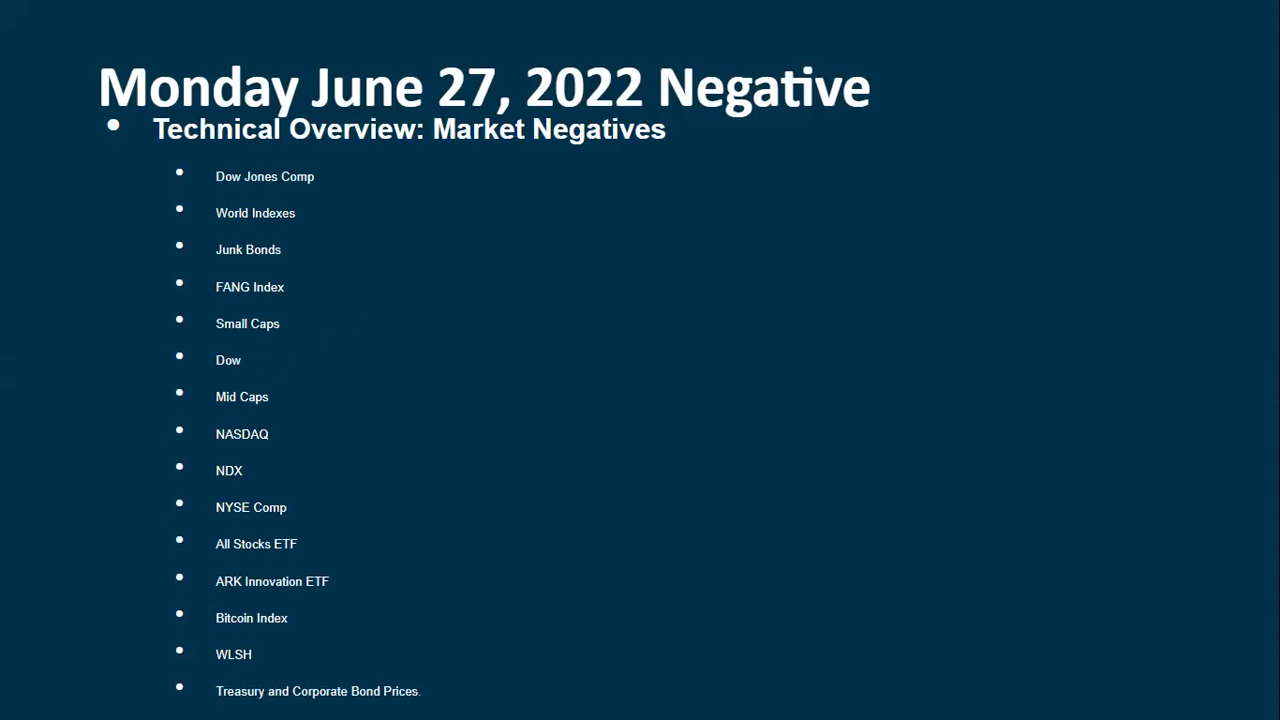 Monday June 27, 2022 Negative
• Technical Overview: Market Negatives
• Dow Jones Comp
• World Indexes
• Junk Bonds
• FANG Index
• Small Caps
• Dow
• Mid Caps
• NASDAQ
• NDX
• NYSE Comp
• All Stocks ETF
• ARK Innovation ETF
• Bitcoin Index
• WLSH
• Treasury and Corporate Bond Prices.